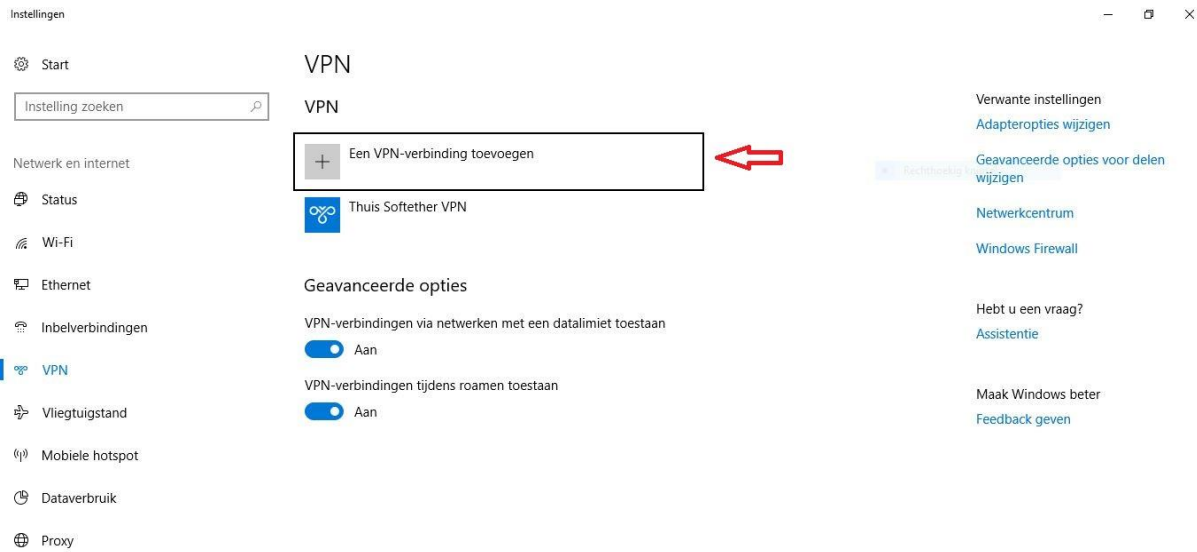 Instellingen
Start
Instelling zoeken
Netwerk en internet
Status
Wi-Fi
Ethernet
Inbelverbindingen
VPN
Vliegtuigstand
Mobiele hotspot
Dataverbruik
Proxy
VPN
VPN
Een VPN-verbinding toevoegen
Thuis Softether VPN
Geavanceerde opties
VPN-verbindingen via netwerken met een datalimiet toestaan
Aan
VPN-verbindingen tijdens roamen toestaan
Aan
Verwante instellingen
Adapteropties wijzigen
Geavanceerde opties voor delen
wijzigen
Netwerkcentrum
Windows Firewall
Hebt u een vraag?
Assistentie
Maak Windows beter
Feedback geven